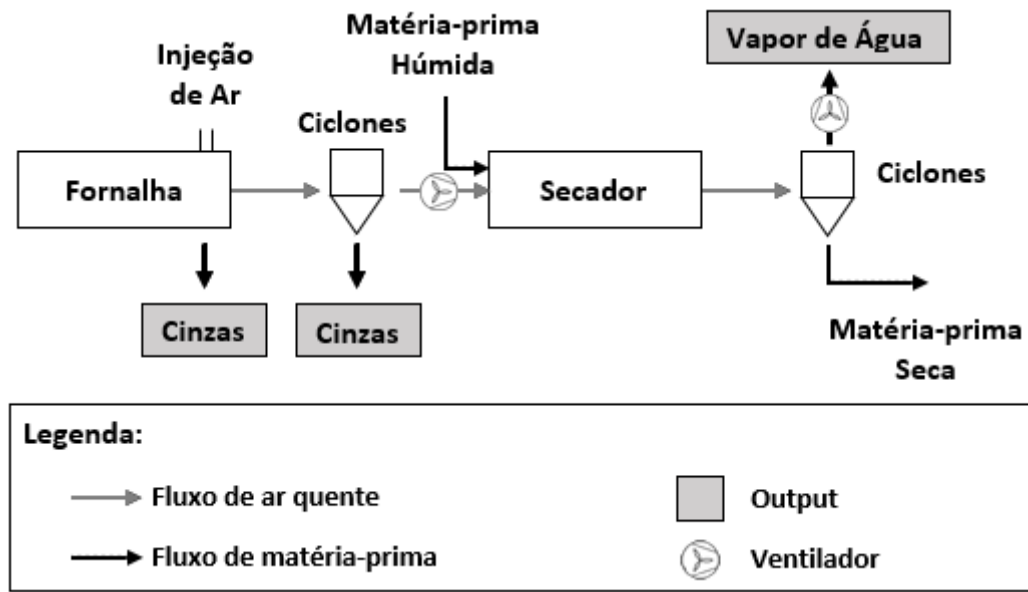 Injeção
de Ar
Matéria-prima
Húmida
Vapor de Água
Ciclones
Fornalha
Secador
Ciclones
Cinzas
Cinzas
Matéria-prima
Seca
Legenda:
Fluxo de ar quente
Output
Fluxo de matéria-prima
Ventilador